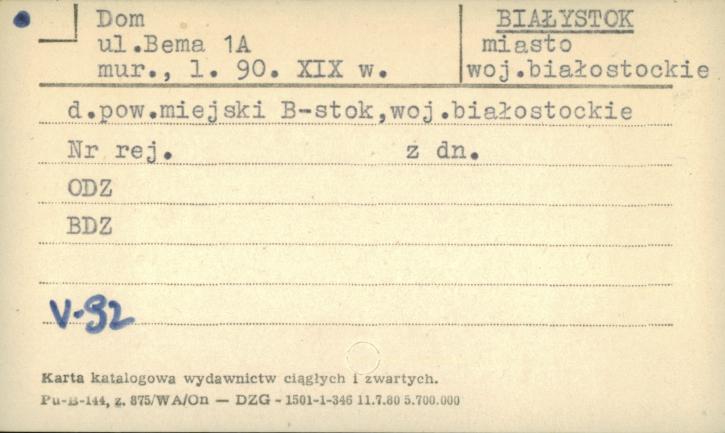 Dom
ul.Bema 1A
mur., l. 90. XIX w.
BIAŁYSTOK
miasto
woj.białostockie
d.pow.miejski B-stok,woj.białostockie
Nr rej. z dn.
ODZ
BDZ
V-92
Karta katalogowa wydawnictw ciągłych i zwartych.
Pu-B-144, z. 875/WA/On — DZG - 1501-1-346 11.7.80 5.700.000